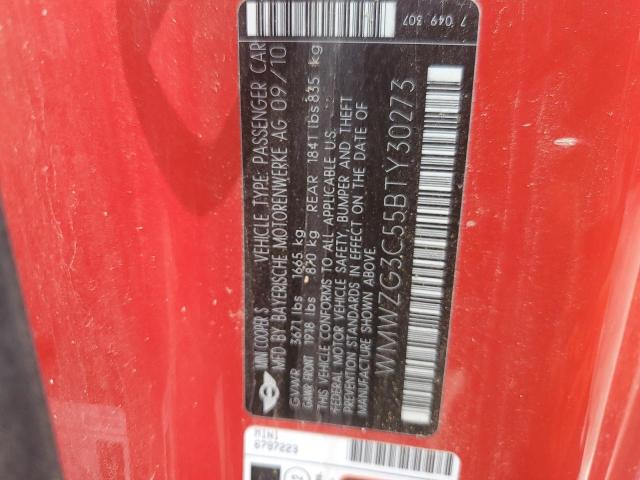 MINI COOPER S VEHICLE TYPE: PASSENGER CAR
MFD BY BAYERISCHE MOTORENWERKE AG 09/10
GVWR 3671 lbs 1665 kg
GAWR FRONT 1918 lbs 870 kg REAR 1841 lbs 835 kg
THIS VEHICLE CONFORMS TO ALL APPLICABLE U.S.
FEDERAL MOTOR VEHICLE SAFETY, BUMPER AND THEFT
PREVENTION STANDARDS IN EFFECT ON THE DATE OF
MANUFACTURE SHOWN ABOVE.
WMWZG3C55BTY30273
7 049 307
MINI
6797223